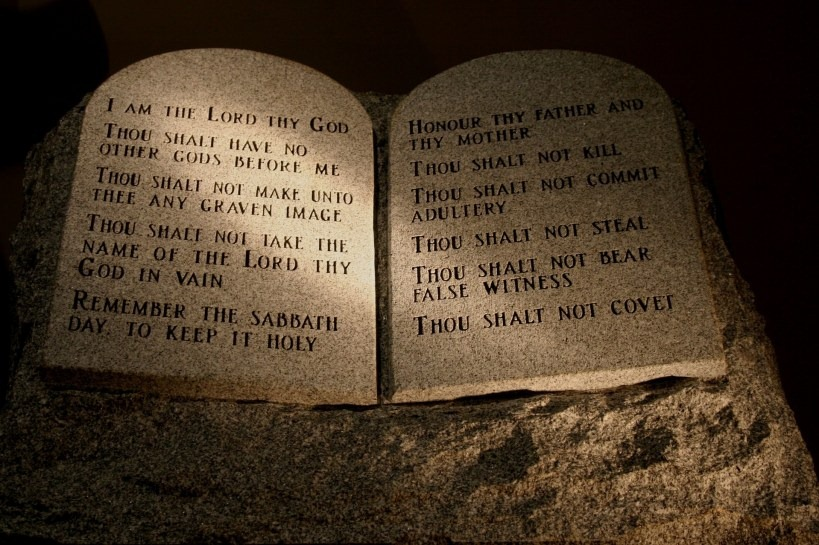 I AM THE LORD THY GOD
THOU SHALT HAVE NO
OTHER GODS BEFORE ME
THOU SHALT NOT MAKE UNTO
THEE ANY GRAVEN IMAGE
THOU SHALT NOT TAKE THE
NAME OF THE LORD THY
GOD IN VAIN
REMEMBER THE SABBATH
DAY, TO KEEP IT HOLY
HONOUR THY FATHER AND
THY MOTHER
THOU SHALT NOT KILL
THOU SHALT NOT COMMIT
ADULTERY
THOU SHALT NOT STEAL
THOU SHALT NOT BEAR
FALSE WITNESS
THOU SHALT NOT COVET